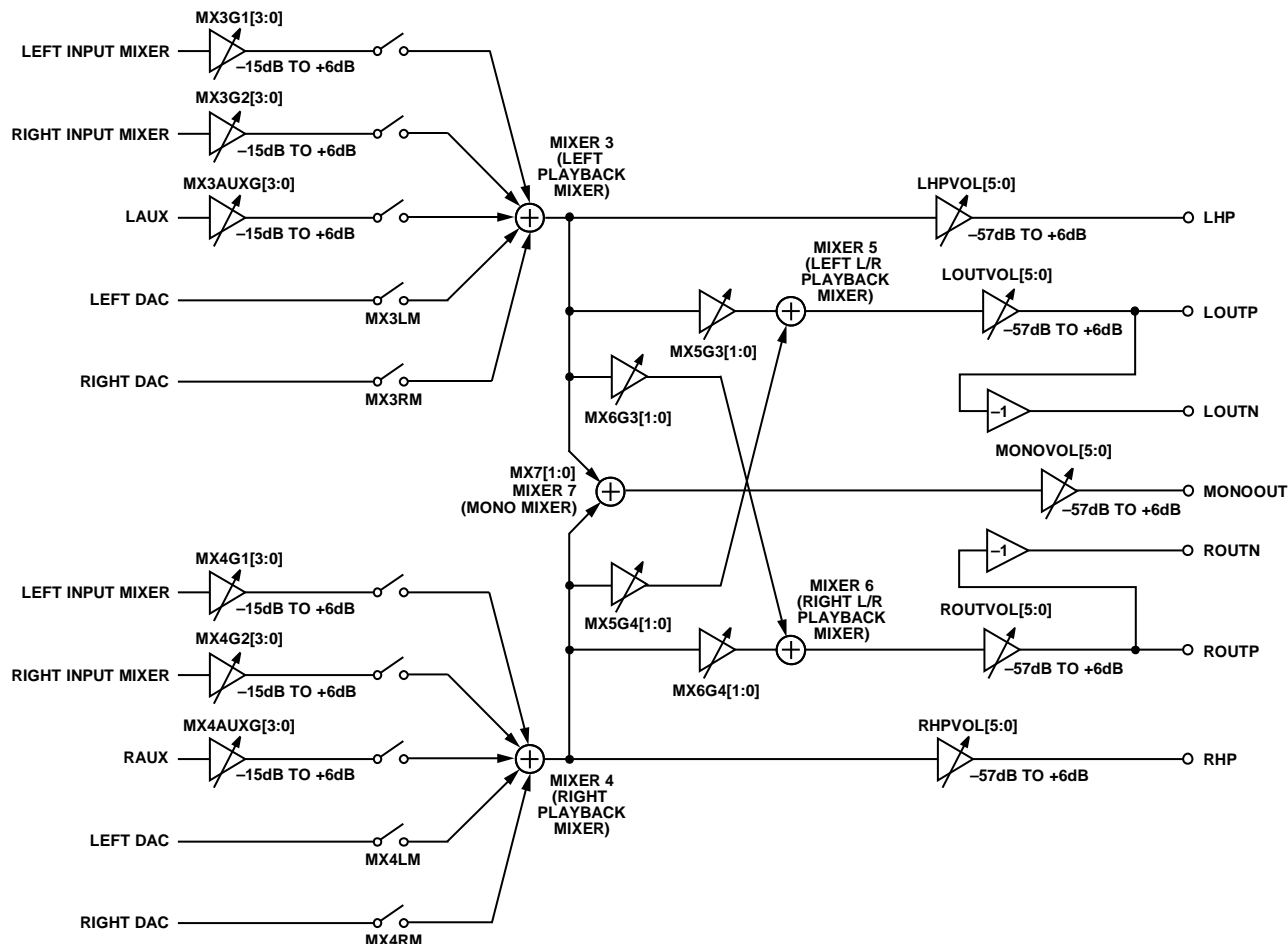 MX3G1[3:0]
LEFT INPUT MIXER
–15dB TO +6dB
MX3G2[3:0]
RIGHT INPUT MIXER
–15dB TO +6dB
MX3AUXG[3:0]
LAUX
–15dB TO +6dB
LEFT DAC
MX3LM
RIGHT DAC
MX3RM
MIXER 3
(LEFT
PLAYBACK
MIXER)
LHPVOL[5:0]
–57dB TO +6dB
LHP
MIXER 5
(LEFT L/R
PLAYBACK
MIXER)
LOUTVOL[5:0]
–57dB TO +6dB
LOUTP
MX5G3[1:0]
MX6G3[1:0]
–1
LOUTN
MX7[1:0]
MIXER 7
(MONO MIXER)
MONOVOL[5:0]
–57dB TO +6dB
MONOOUT
–1
ROUTN
MX5G4[1:0]
MIXER 6
(RIGHT L/R
PLAYBACK
MIXER)
ROUTVOL[5:0]
–57dB TO +6dB
ROUTP
MX6G4[1:0]
MX4G1[3:0]
LEFT INPUT MIXER
–15dB TO +6dB
MX4G2[3:0]
RIGHT INPUT MIXER
–15dB TO +6dB
MX4AUXG[3:0]
RAUX
–15dB TO +6dB
LEFT DAC
MX4LM
RIGHT DAC
MX4RM
MIXER 4
(RIGHT
PLAYBACK
MIXER)
RHPVOL[5:0]
–57dB TO +6dB
RHP